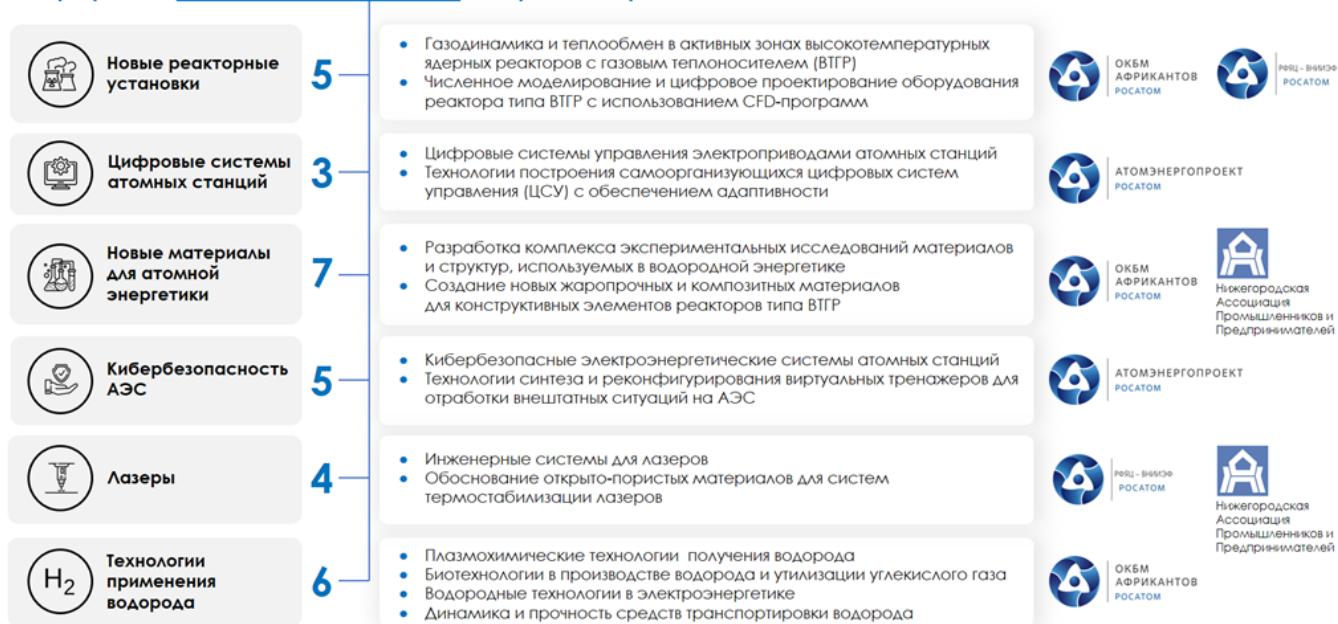 Новые реакторные
установки
5
• Газодинамика и теплообмен в активных зонах высокотемпературных
ядерных реакторов с газовым теплоносителем (ВТГР)
• Численное моделирование и цифровое проектирование оборудования
реактора типа ВТГР с использованием CFD-программ
ОКБМ
АФРИКАНТОВ
РОСАТОМ
РФЯЦ – ВНИИЭФ
РОСАТОМ
Цифровые системы
атомных станций
3
• Цифровые системы управления электроприводами атомных станций
• Технологии построения самоорганизующихся цифровых систем
управления (ЦСУ) с обеспечением адаптивности
АТОМЭНЕРГОПРОЕКТ
РОСАТОМ
Новые материалы
для атомной
энергетики
7
• Разработка комплекса экспериментальных исследований материалов
и структур, используемых в водородной энергетике
• Создание новых жаропрочных и композитных материалов
для конструктивных элементов реакторов типа ВТГР
ОКБМ
АФРИКАНТОВ
РОСАТОМ
Нижегородская
Ассоциация
Промышленников и
Предпринимателей
Кибербезопасность
АЭС
5
• Кибербезопасные электроэнергетические системы атомных станций
• Технологии синтеза и реконфигурирования виртуальных тренажеров для
отработки внештатных ситуаций на АЭС
АТОМЭНЕРГОПРОЕКТ
РОСАТОМ
Лазеры
4
• Инженерные системы для лазеров
• Обоснование открыто-пористых материалов для систем
термостабилизации лазеров
РФЯЦ – ВНИИЭФ
РОСАТОМ
Нижегородская
Ассоциация
Промышленников и
Предпринимателей
H2
Технологии
применения
водорода
6
• Плазмохимические технологии получения водорода
• Биотехнологии в производстве водорода и утилизации углекислого газа
• Водородные технологии в электроэнергетике
• Динамика и прочность средств транспортировки водорода
ОКБМ
АФРИКАНТОВ
РОСАТОМ